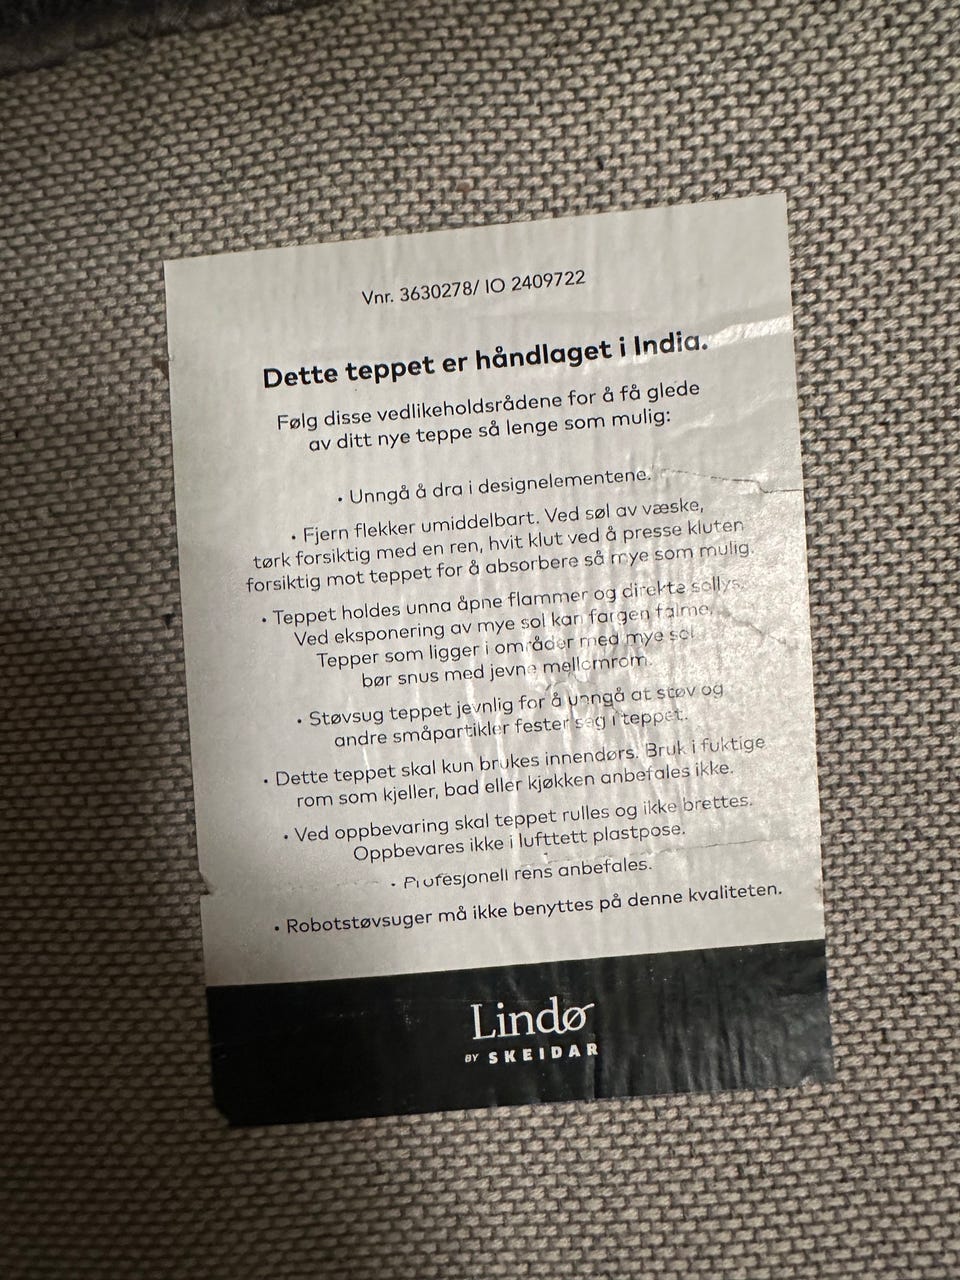 Vnr. 3630278/ IO 2409722
Dette teppet er håndlaget i India.
Følg disse vedlikeholdsrådene for å få glede
av ditt nye teppe så lenge som mulig:
• Unngå å dra i designelementene.
• Fjern flekker umiddelbart. Ved søl av væske,
tørk forsiktig med en ren, hvit klut ved å presse kluten
forsiktig mot teppet for å absorbere så mye som mulig.
• Teppet holdes unna åpne flammer og direkte sollys.
Ved eksponering av mye sol kan fargen falme.
Tepper som ligger i områder med mye sol
bør snus med jevne mellomrom.
• Støvsug teppet jevnlig for å unngå at støv og
andre småpartikler fester seg i teppet.
• Dette teppet skal kun brukes innendørs. Bruk i fuktige
rom som kjeller, bad eller kjøkken anbefales ikke.
• Ved oppbevaring skal teppet rulles og ikke brettes.
Oppbevares ikke i lufttett plastpose.
• Profesjonell rens anbefales.
• Robotstøvsuger må ikke benyttes på denne kvaliteten.
Lindø
BY SKEIDAR